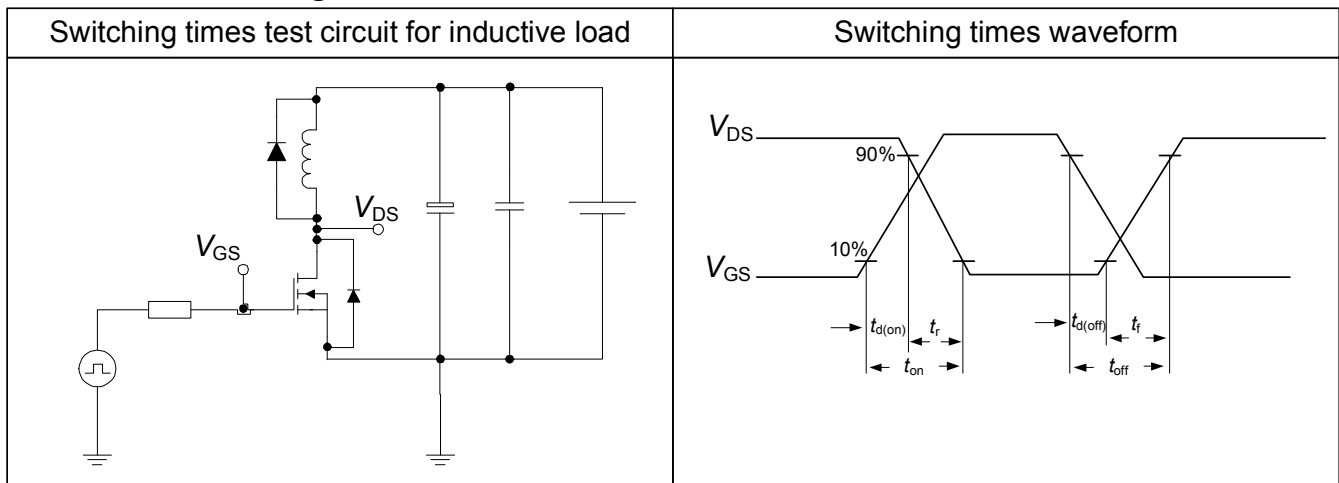 Switching times test circuit for inductive load
Switching times waveform
VDS
VGS
VDS
90%
10%
VGS
td(on)
tr
td(off)
tf
ton
toff